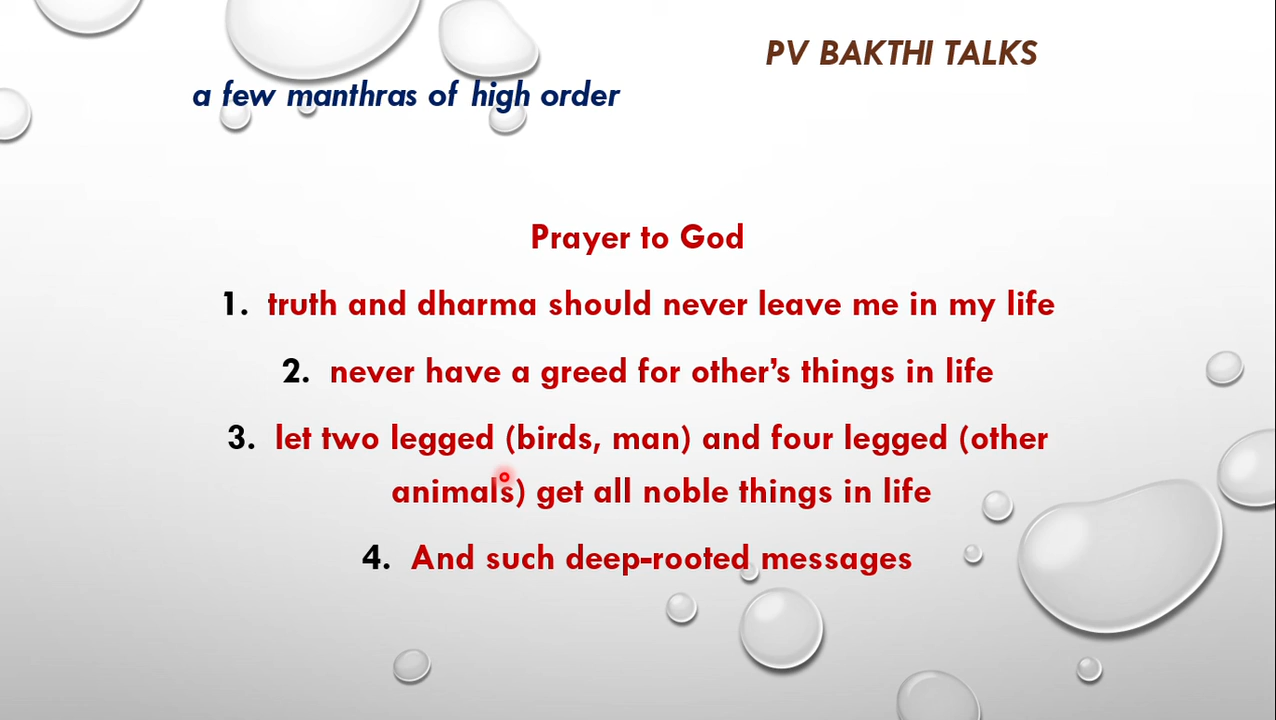 PV BAKTHI TALKS
a few manthras of high order
Prayer to God
1. truth and dharma should never leave me in my life
2. never have a greed for other’s things in life
3. let two legged (birds, man) and four legged (other
animals) get all noble things in life
4. And such deep-rooted messages